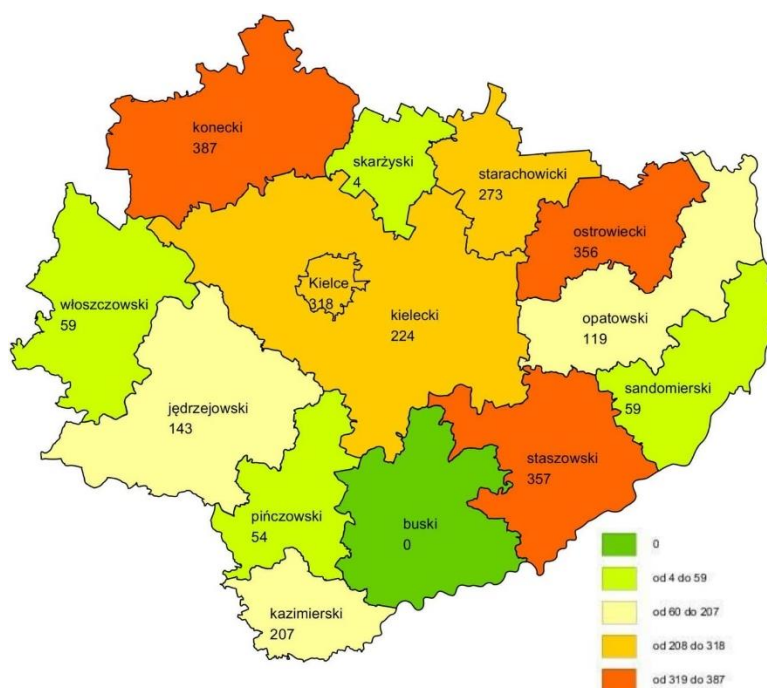 konecki
387
skarżyski
4
starachowicki
273
ostrowiecki
356
Kielce
318
włoszczowski
59
kielecki
224
opatowski
119
sandomierski
59
jędrzejowski
143
staszowski
357
pińczowski
54
buski
0
kazimierski
207
0
od 4 do 59
od 60 do 207
od 208 do 318
od 319 do 387